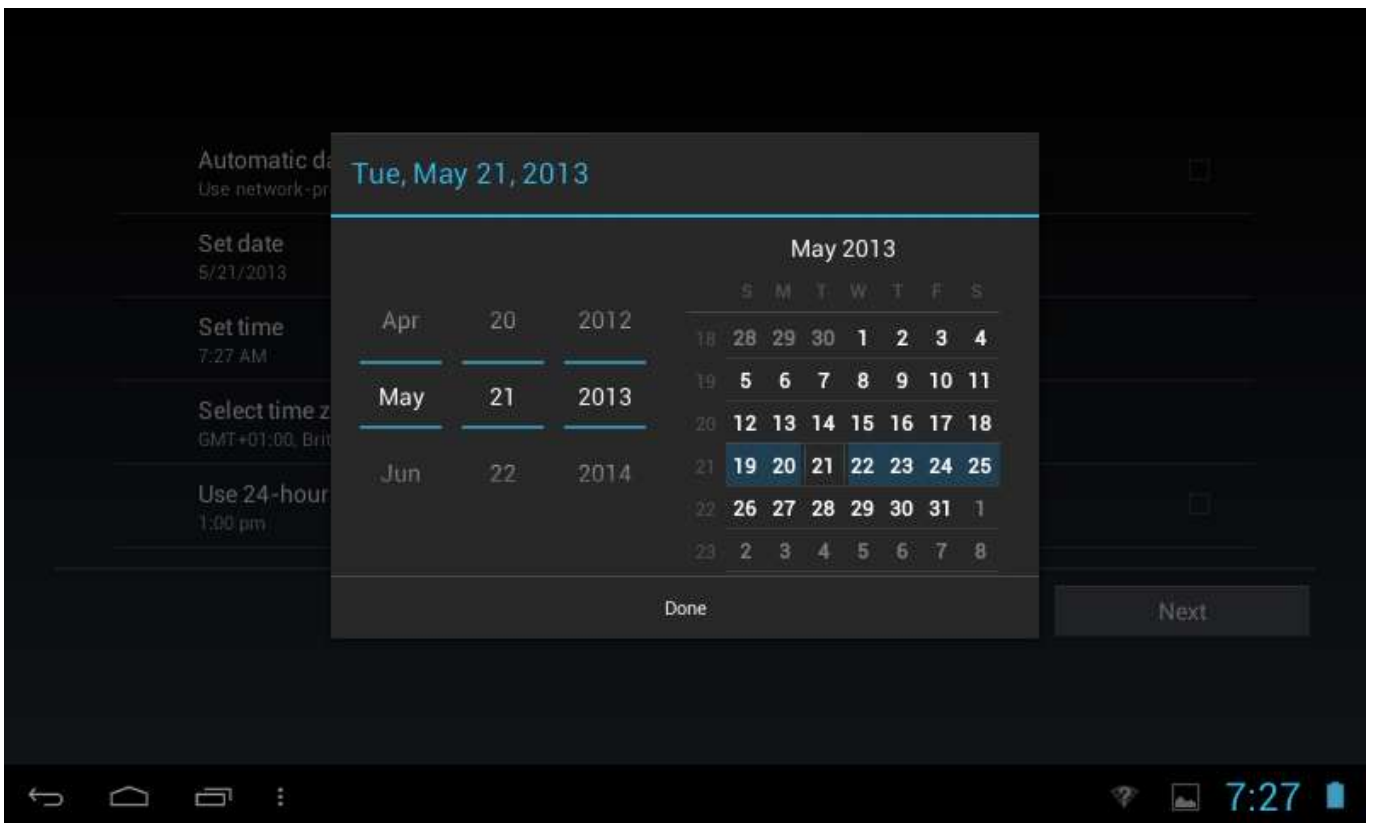 Automatic da
Use network-pr
Set date
5/21/2013
Set time
7:27 AM
Select time z
GMT+01:00, Brit
Use 24-hour
1:00 pm
Tue, May 21, 2013
Apr 20 2012
May 21 2013
Jun 22 2014
May 2013
S M T W T F S
18 28 29 30 1 2 3 4
19 5 6 7 8 9 10 11
20 12 13 14 15 16 17 18
21 19 20 21 22 23 24 25
22 26 27 28 29 30 31 1
23 2 3 4 5 6 7 8
Done
Next
7:27